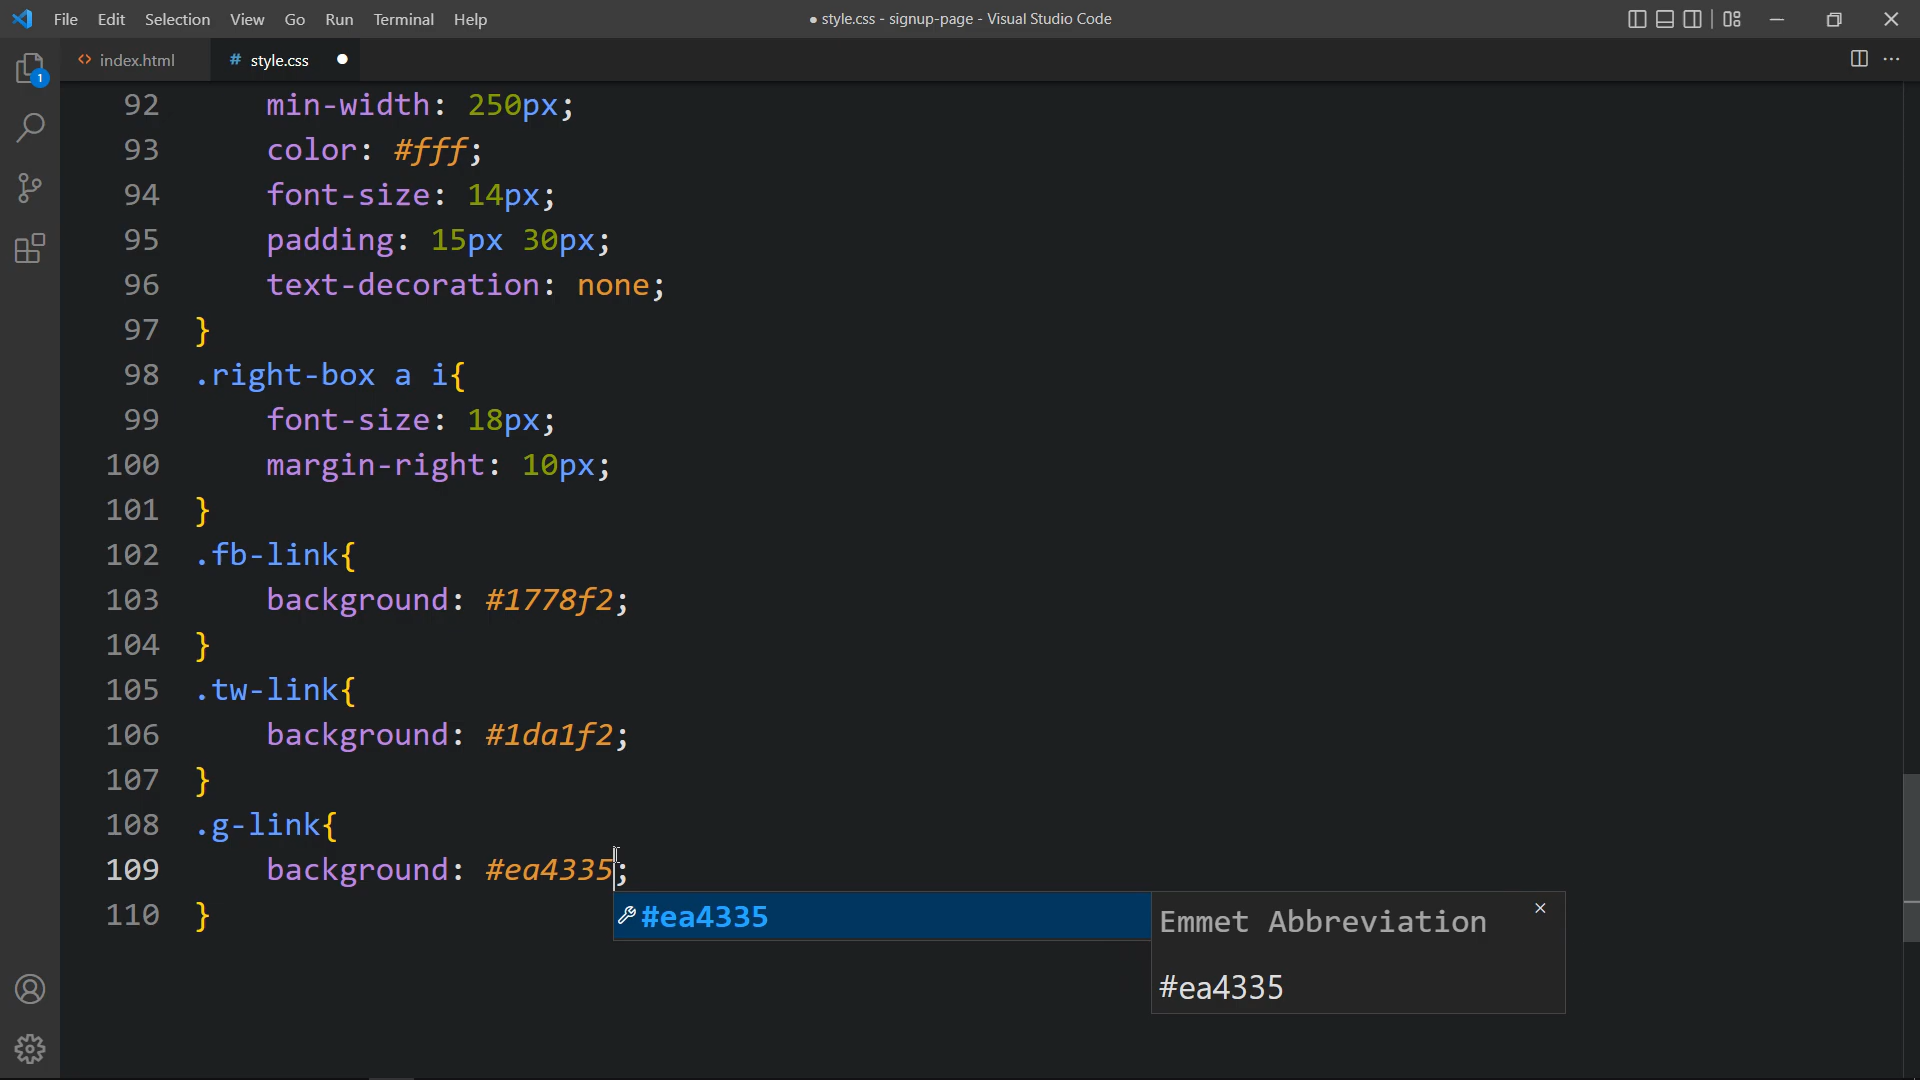 File Edit Selection View Go Run Terminal Help
● style.css - signup-page - Visual Studio Code
1
<> index.html
# style.css ●
92 min-width: 250px;
93 color: #fff;
94 font-size: 14px;
95 padding: 15px 30px;
96 text-decoration: none;
97 }
98 .right-box a i{
99 font-size: 18px;
100 margin-right: 10px;
101 }
102 .fb-link{
103 background: #1778f2;
104 }
105 .tw-link{
106 background: #1da1f2;
107 }
108 .g-link{
109 background: #ea4335;
110 }
#ea4335
Emmet Abbreviation
#ea4335